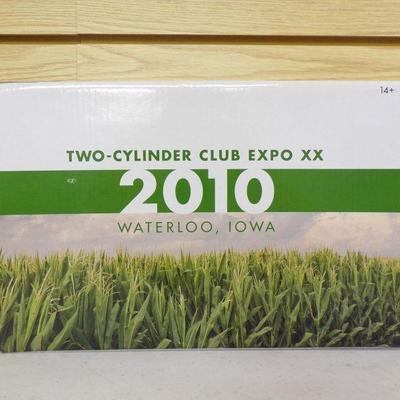 14+
TWO-CYLINDER CLUB EXPO XX
2010
WATERLOO, IOWA